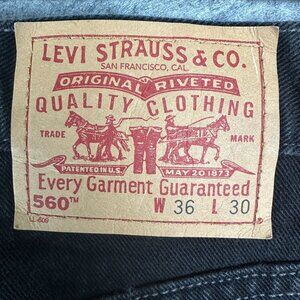 LEVI STRAUSS & CO.
SAN FRANCISCO, CAL.
ORIGINAL RIVETED
QUALITY CLOTHING
TRADE MARK
PATENTED IN U.S. MAY 20 1873
Every Garment Guaranteed
560™ W 36 L 30